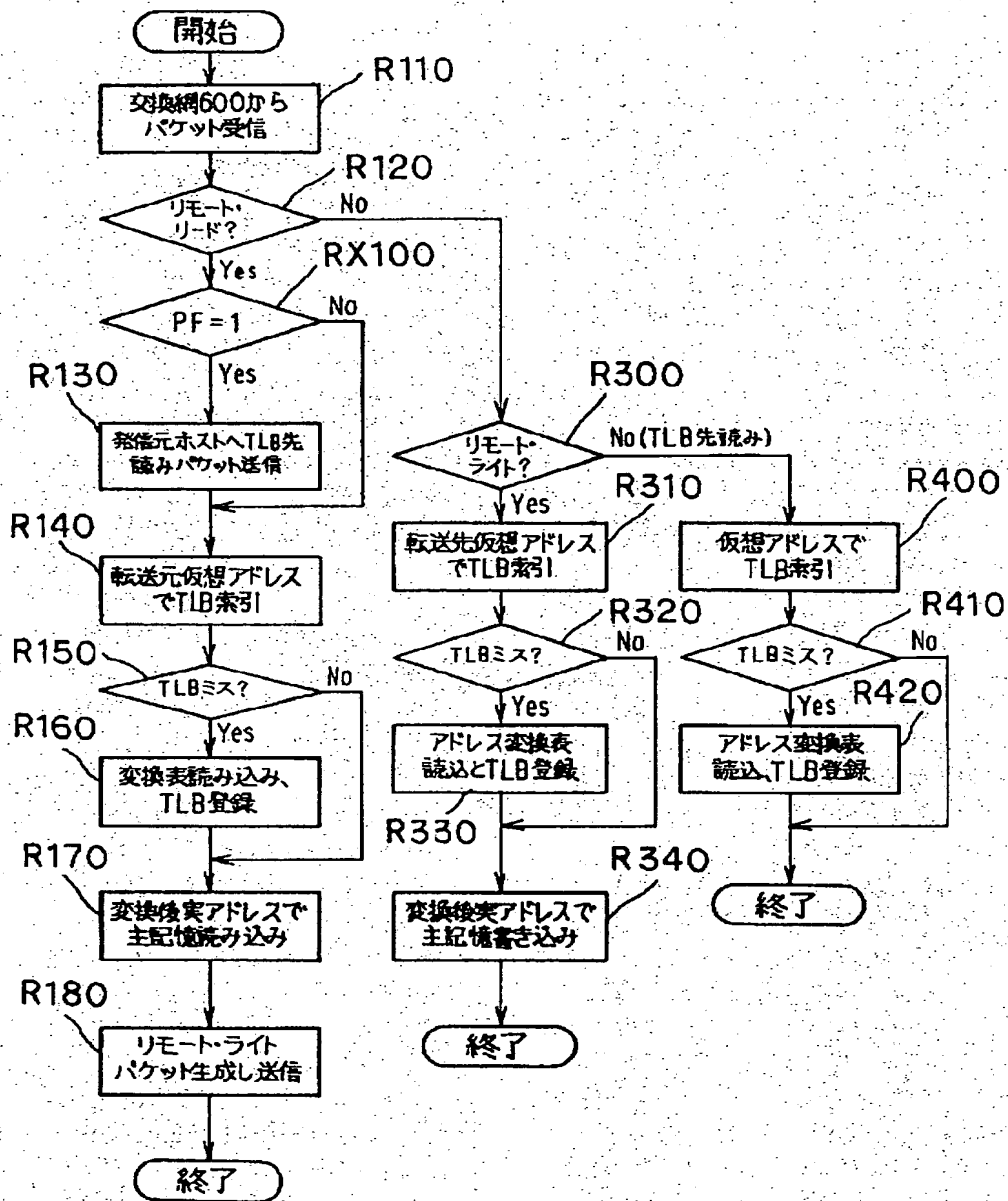 開始
R110
交換網600から
パケット受信
R120
リモート・
リード?
No
Yes
RX100
PF=1
No
Yes
R130
発信元ホストへTLB先
読みパケット送信
R140
転送元仮想アドレス
でTLB索引
R150
TLBミス?
No
Yes
R160
変換表読み込み、
TLB登録
R170
変換後実アドレスで
主記憶読み込み
R180
リモート・ライト
パケット生成し送信
終了
R300
リモート・
ライト?
No(TLB先読み)
Yes
R310
転送先仮想アドレス
でTLB索引
R320
TLBミス?
No
Yes
アドレス変換表
読込とTLB登録
R330
R340
変換後実アドレスで
主記憶書き込み
終了
R400
仮想アドレスで
TLB索引
R410
TLBミス?
No
Yes
R420
アドレス変換表
読込、TLB登録
終了